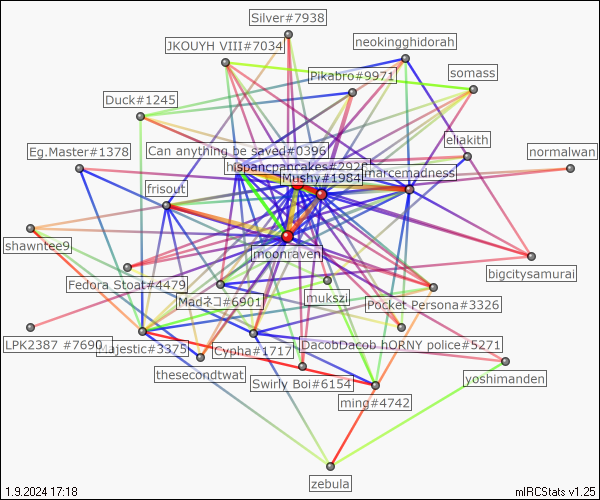 Silver#7938
JKOUYH VIII#7034
neokingghidorah
Pikabro#9971
somass
Duck#1245
eliakith
Can anything be saved#0396
Eg.Master#1378
normalwan
hispancpancakes#2926
marcemadness
Mushy#1984
frisout
shawntee9
moonraven
bigcitysamurai
Fedora Stoat#4479
mukszi
Madネコ#6901
Pocket Persona#3326
LPK2387 #7690
Majestic#3375
Cypha#1717
DacobDacob hORNY police#5271
thesecondtwat
Swirly Boi#6154
yoshimanden
ming#4742
zebula
1.9.2024 17:18
mIRCStats v1.25